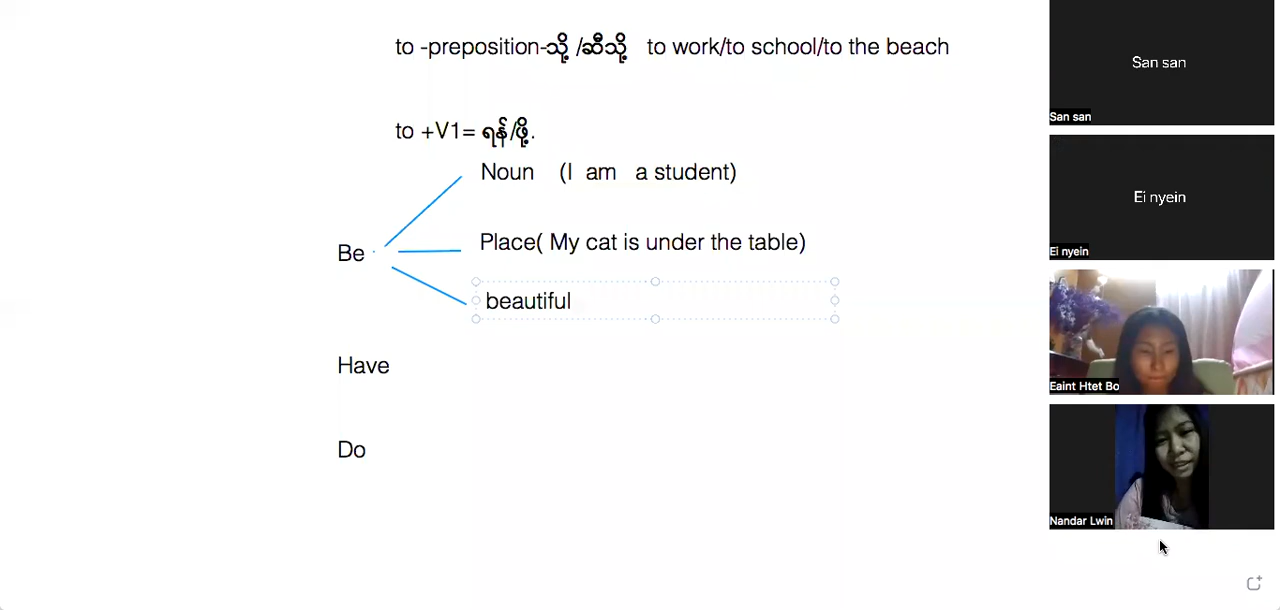 to -preposition-သို့ /ဆီသို့ to work/to school/to the beach
to +V1= ရန်/ဖို့.
Noun (I am a student)
Be
Place( My cat is under the table)
beautiful
Have
Do
San san
San san
Ei nyein
Ei nyein
Eaint Htet Bo
Nandar Lwin